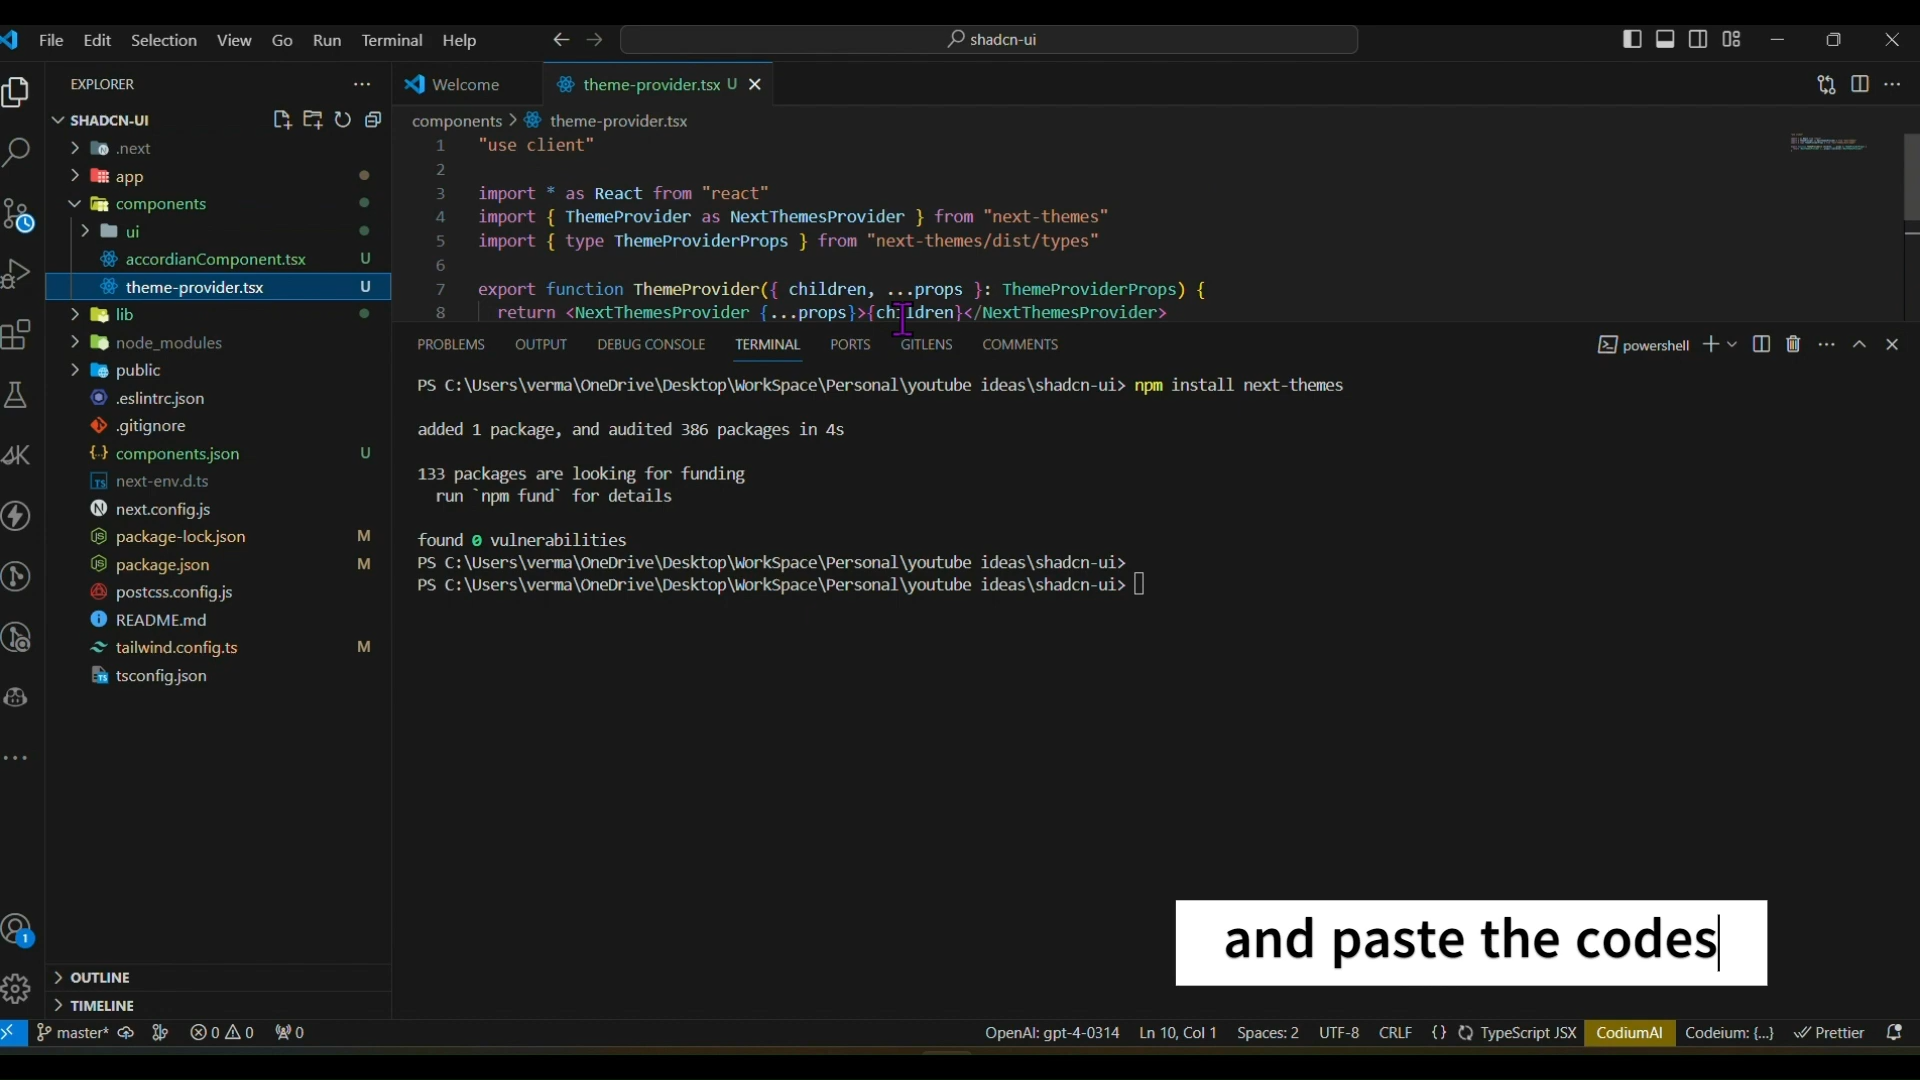 File Edit Selection View Go Run Terminal Help
shadcn-ui
EXPLORER
SHADCN-UI
.next
app
components
ui
accordianComponent.tsx U
theme-provider.tsx U
lib
node_modules
public
.eslintrc.json
.gitignore
components.json U
next-env.d.ts
next.config.js
package-lock.json M
package.json M
postcss.config.js
README.md
tailwind.config.ts M
tsconfig.json
OUTLINE
TIMELINE
Welcome theme-provider.tsx U
components > theme-provider.tsx
1 "use client"
2
3 import * as React from "react"
4 import { ThemeProvider as NextThemesProvider } from "next-themes"
5 import { type ThemeProviderProps } from "next-themes/dist/types"
6
7 export function ThemeProvider({ children, ...props }: ThemeProviderProps) {
8 return <NextThemesProvider {...props}>{children}</NextThemesProvider>
PROBLEMS OUTPUT DEBUG CONSOLE TERMINAL PORTS GITLENS COMMENTS
powershell
PS C:\Users\verma\OneDrive\Desktop\WorkSpace\Personal\youtube ideas\shadcn-ui> npm install next-themes
added 1 package, and audited 386 packages in 4s
133 packages are looking for funding
run `npm fund` for details
found 0 vulnerabilities
PS C:\Users\verma\OneDrive\Desktop\WorkSpace\Personal\youtube ideas\shadcn-ui>
PS C:\Users\verma\OneDrive\Desktop\WorkSpace\Personal\youtube ideas\shadcn-ui>
and paste the codes
1
master* 0 0 0
OpenAI: gpt-4-0314 Ln 10, Col 1 Spaces: 2 UTF-8 CRLF {} TypeScript JSX CodiumAI Codeium: {...} Prettier